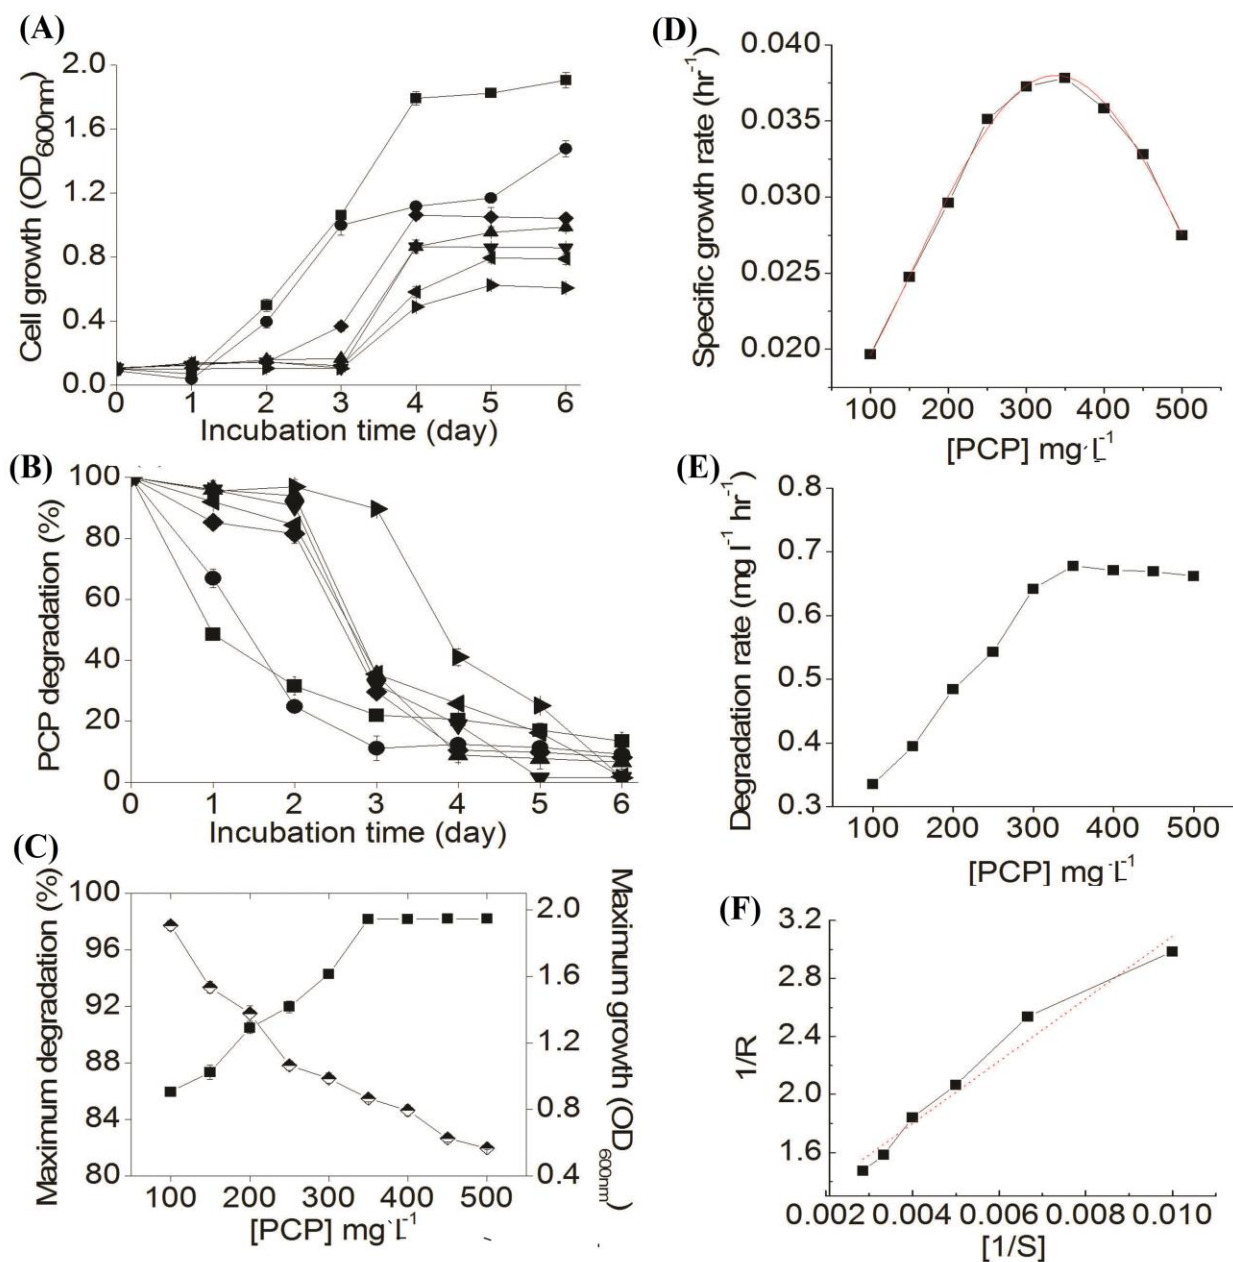 (A)
2.0
1.6
1.2
0.8
0.4
0.0
Cell growth (OD600nm)
0 1 2 3 4 5 6
Incubation time (day)
(B)
100
80
60
40
20
0
PCP degradation (%)
0 1 2 3 4 5 6
Incubation time (day)
(C)
100
96
92
88
84
80
Maximum degradation (%)
2.0
1.6
1.2
0.8
0.4
Maximum growth (OD600nm)
100 200 300 400 500
[PCP] mg L-1
(D)
0.040
0.035
0.030
0.025
0.020
Specific growth rate (hr-1)
100 200 300 400 500
[PCP] mg L-1
(E)
0.8
0.7
0.6
0.5
0.4
0.3
Degradation rate (mg l-1 hr-1)
100 200 300 400 500
[PCP] mg L-1
(F)
3.2
2.8
2.4
2.0
1.6
1/R
0.002 0.004 0.006 0.008 0.010
[1/S]